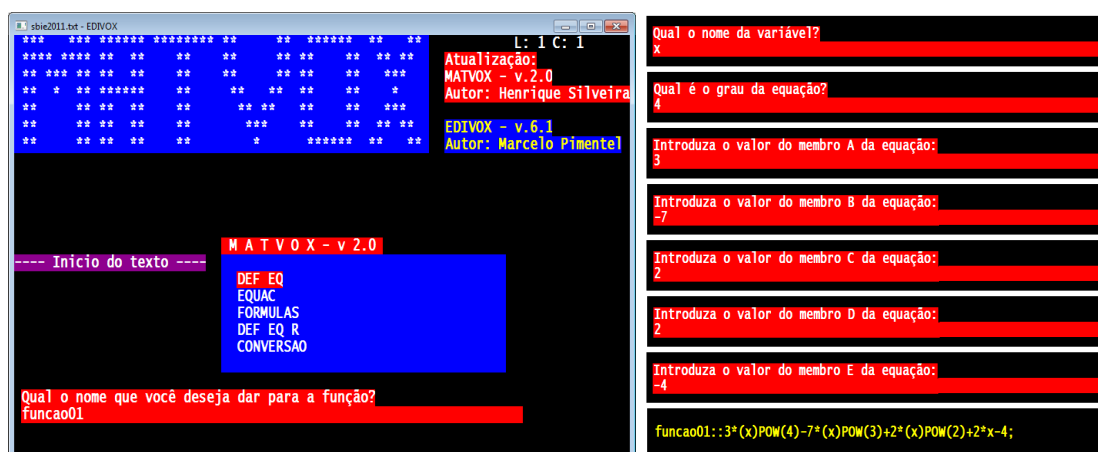 sbie2011.txt - EDIVOX
L: 1 C: 1
Atualização:
MATVOX - v.2.0
Autor: Henrique Silveira
EDIVOX - v.6.1
Autor: Marcelo Pimentel
M A T V O X - v 2.0
---- Inicio do texto ----
DEF EQ
EQUAC
FORMULAS
DEF EQ R
CONVERSAO
Qual o nome que você deseja dar para a função?
funcao01
Qual o nome da variável?
x
Qual é o grau da equação?
4
Introduza o valor do membro A da equação:
3
Introduza o valor do membro B da equação:
-7
Introduza o valor do membro C da equação:
2
Introduza o valor do membro D da equação:
2
Introduza o valor do membro E da equação:
-4
funcao01::3*(x)POW(4)-7*(x)POW(3)+2*(x)POW(2)+2*x-4;